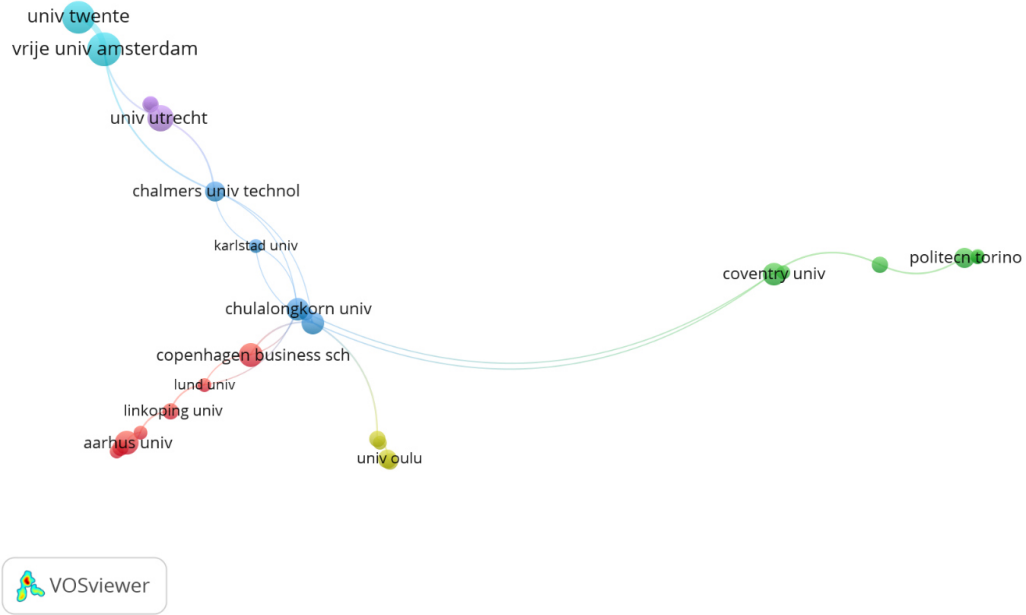 univ twente
vrije univ amsterdam
univ utrecht
chalmers univ technol
karlstad univ
politecn torino
coventry univ
chulalongkorn univ
copenhagen business sch
lund univ
linkoping univ
aarhus univ
univ oulu
VOSviewer